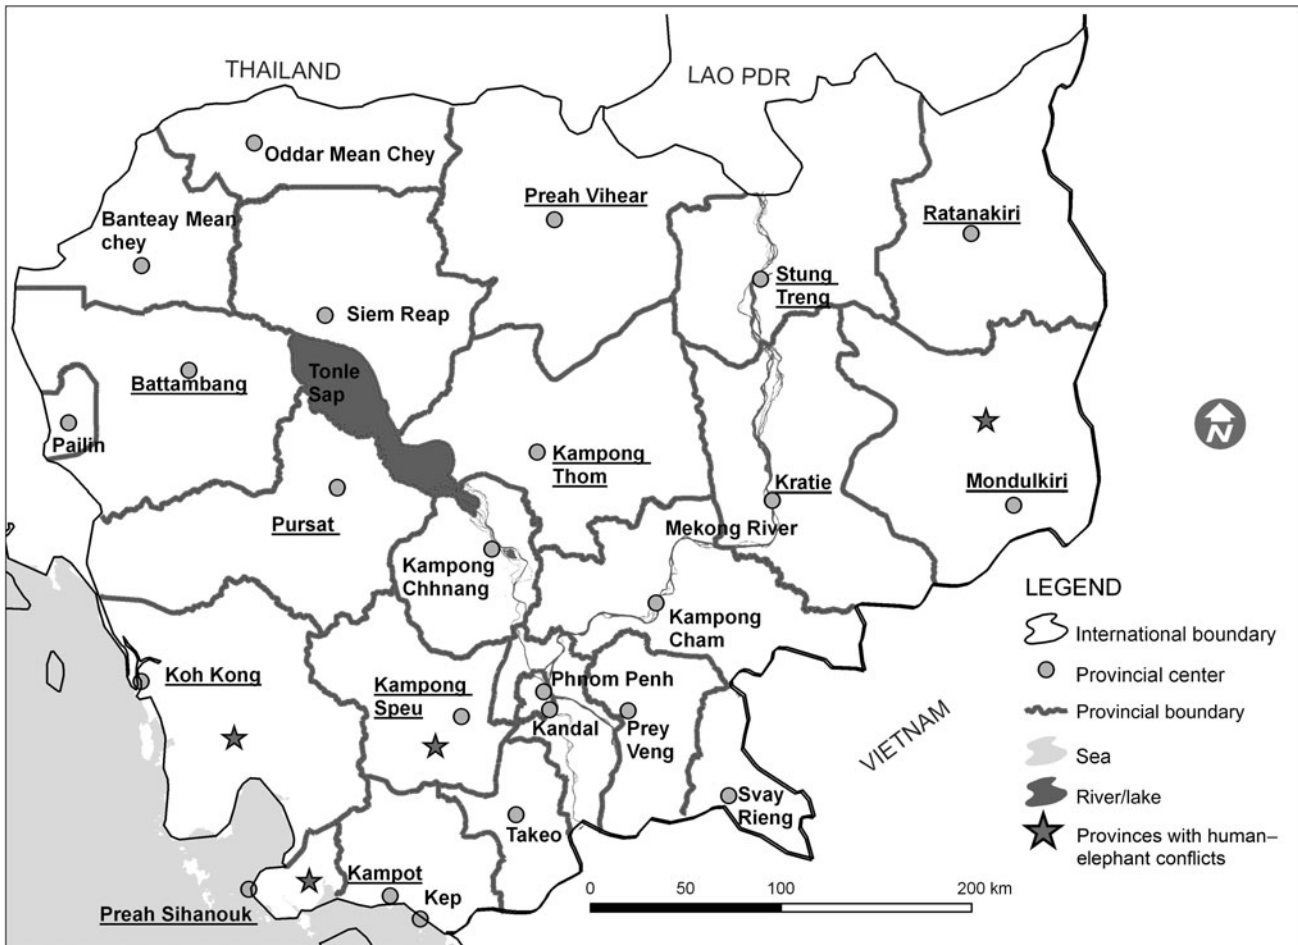 THAILAND
LAO PDR
Oddar Mean Chey
Preah Vihear
Ratanakiri
Banteay Mean
chey
Stung
Treng
Siem Reap
Tonle
Sap
Battambang
Pailin
Kampong
Thom
Kratie
Mondulkiri
Pursat
Mekong River
Kampong
Chhnang
Kampong
Cham
Koh Kong
Kampong
Speu
Phnom Penh
Kandal
Prey
Veng
VIETNAM
Svay
Rieng
Takeo
Kampot
Kep
Preah Sihanouk
N
LEGEND
International boundary
Provincial center
Provincial boundary
Sea
River/lake
Provinces with human–
elephant conflicts
0 50 100 200 km